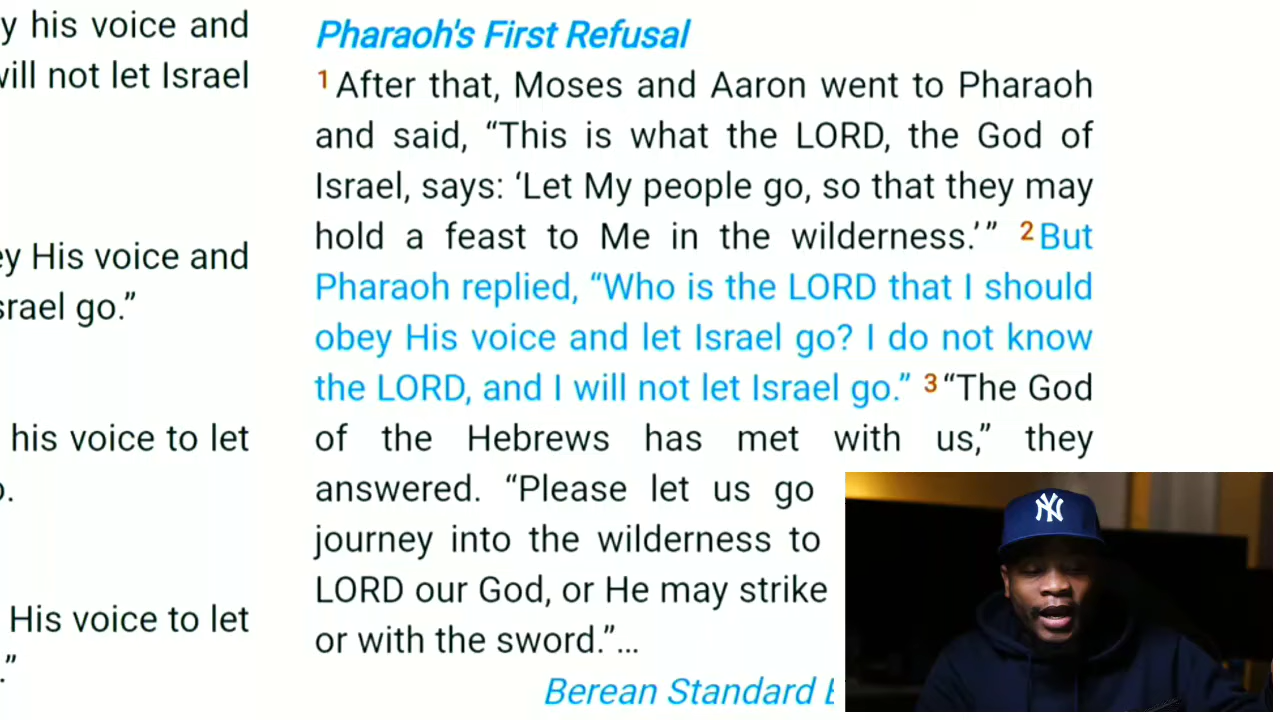 y his voice and
will not let Israel
ey His voice and
srael go.”
his voice to let
.
His voice to let
.”
Pharaoh's First Refusal
1 After that, Moses and Aaron went to Pharaoh
and said, “This is what the LORD, the God of
Israel, says: ‘Let My people go, so that they may
hold a feast to Me in the wilderness.’” 2 But
Pharaoh replied, “Who is the LORD that I should
obey His voice and let Israel go? I do not know
the LORD, and I will not let Israel go.” 3 “The God
of the Hebrews has met with us,” they
answered. “Please let us go
journey into the wilderness to
LORD our God, or He may strike
or with the sword.”...
Berean Standard
NY